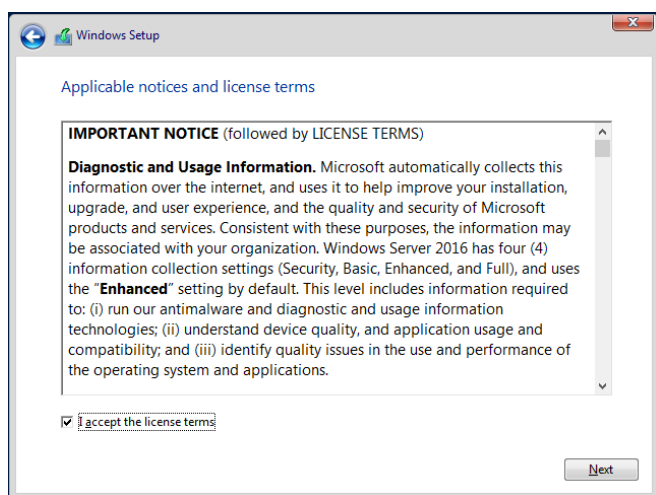 Windows Setup
Applicable notices and license terms
IMPORTANT NOTICE (followed by LICENSE TERMS)
Diagnostic and Usage Information. Microsoft automatically collects this
information over the internet, and uses it to help improve your installation,
upgrade, and user experience, and the quality and security of Microsoft
products and services. Consistent with these purposes, the information may
be associated with your organization. Windows Server 2016 has four (4)
information collection settings (Security, Basic, Enhanced, and Full), and uses
the “Enhanced” setting by default. This level includes information required
to: (i) run our antimalware and diagnostic and usage information
technologies; (ii) understand device quality, and application usage and
compatibility; and (iii) identify quality issues in the use and performance of
the operating system and applications.
I accept the license terms
Next